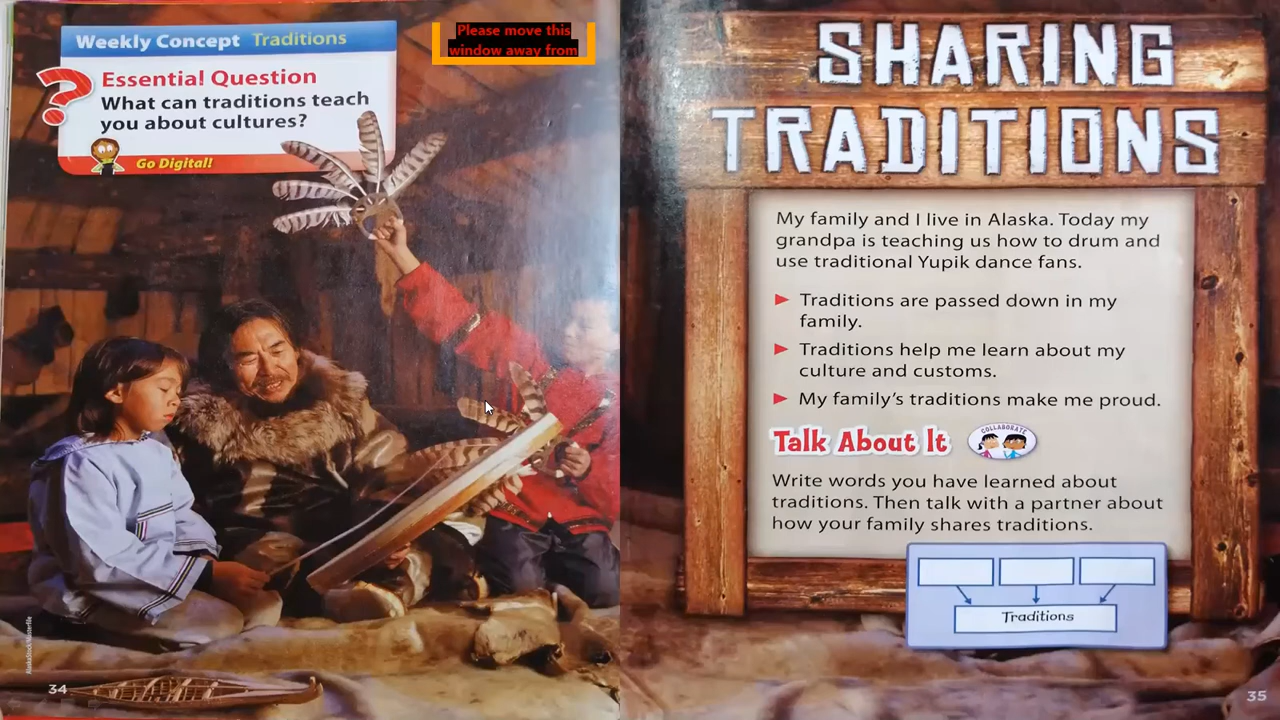 Weekly Concept Traditions
Essential Question
What can traditions teach
you about cultures?
Go Digital!
Please move this
window away from
34
SHARING
TRADITIONS
My family and I live in Alaska. Today my
grandpa is teaching us how to drum and
use traditional Yupik dance fans.
Traditions are passed down in my
family.
Traditions help me learn about my
culture and customs.
My family's traditions make me proud.
Talk About It
COLLABORATE
Write words you have learned about
traditions. Then talk with a partner about
how your family shares traditions.
Traditions
35